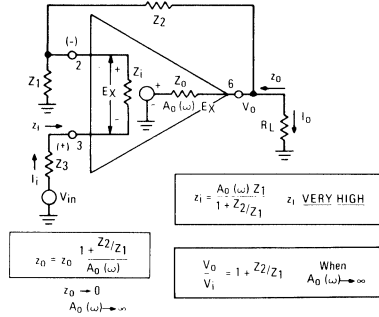 Z2
(-)
2
+
Zi
Z1
EX
Z0
+
-
A0 (ω) EX
6
V0
z0
I0
RL
-
zi
(+)
3
Z3
Ii
Vin
zi = A0 (ω) Z1 / 1 + Z2/Z1   zi VERY HIGH
z0 = z0 1 + Z2/Z1 / A0 (ω)
z0 → 0
A0 (ω) → ∞
V0 / Vi = 1 + Z2/Z1   When A0 (ω) → ∞